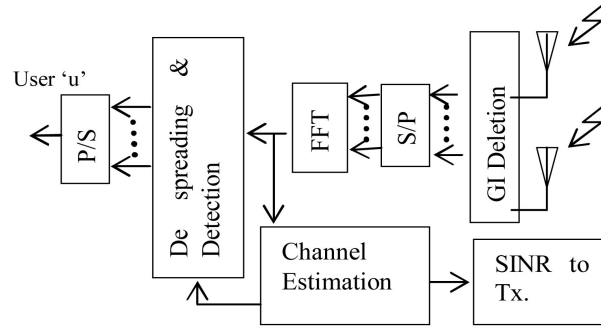 User ‘u’
P/S
De spreading &
Detection
FFT
S/P
GI Deletion
Channel
Estimation
SINR to
Tx.